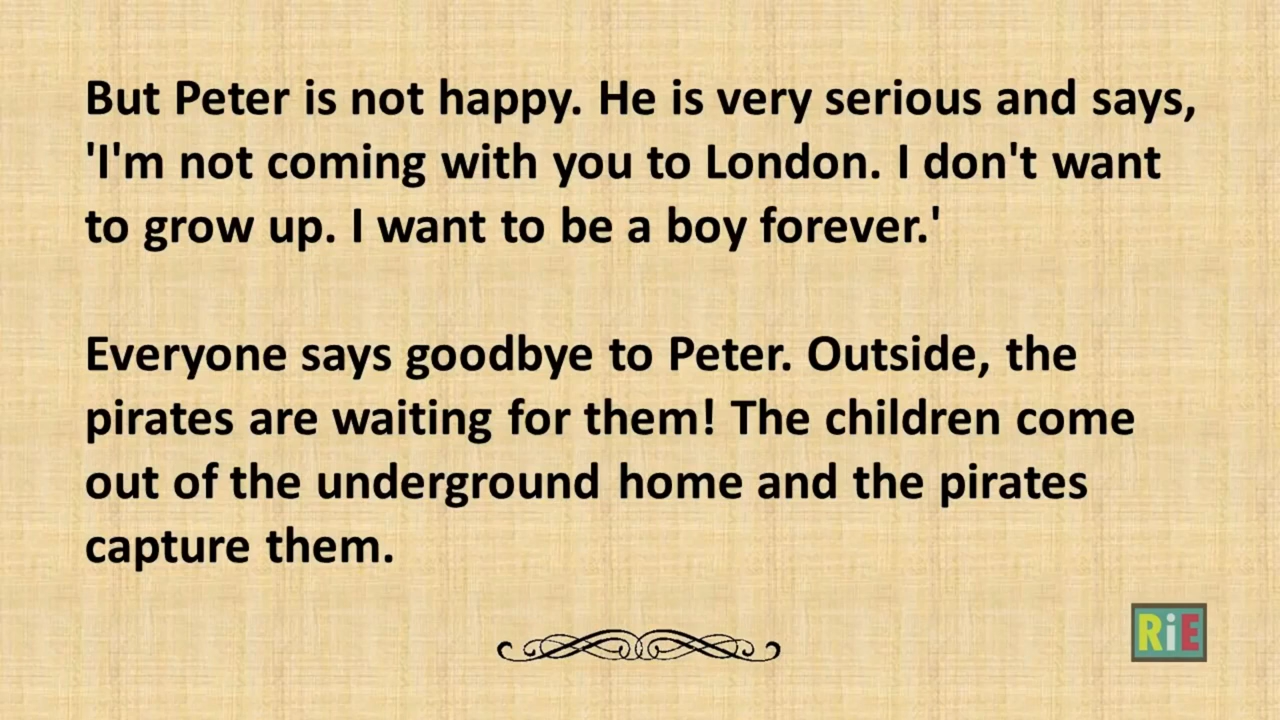 But Peter is not happy. He is very serious and says,
'I'm not coming with you to London. I don't want
to grow up. I want to be a boy forever.'
Everyone says goodbye to Peter. Outside, the
pirates are waiting for them! The children come
out of the underground home and the pirates
capture them.
RiE